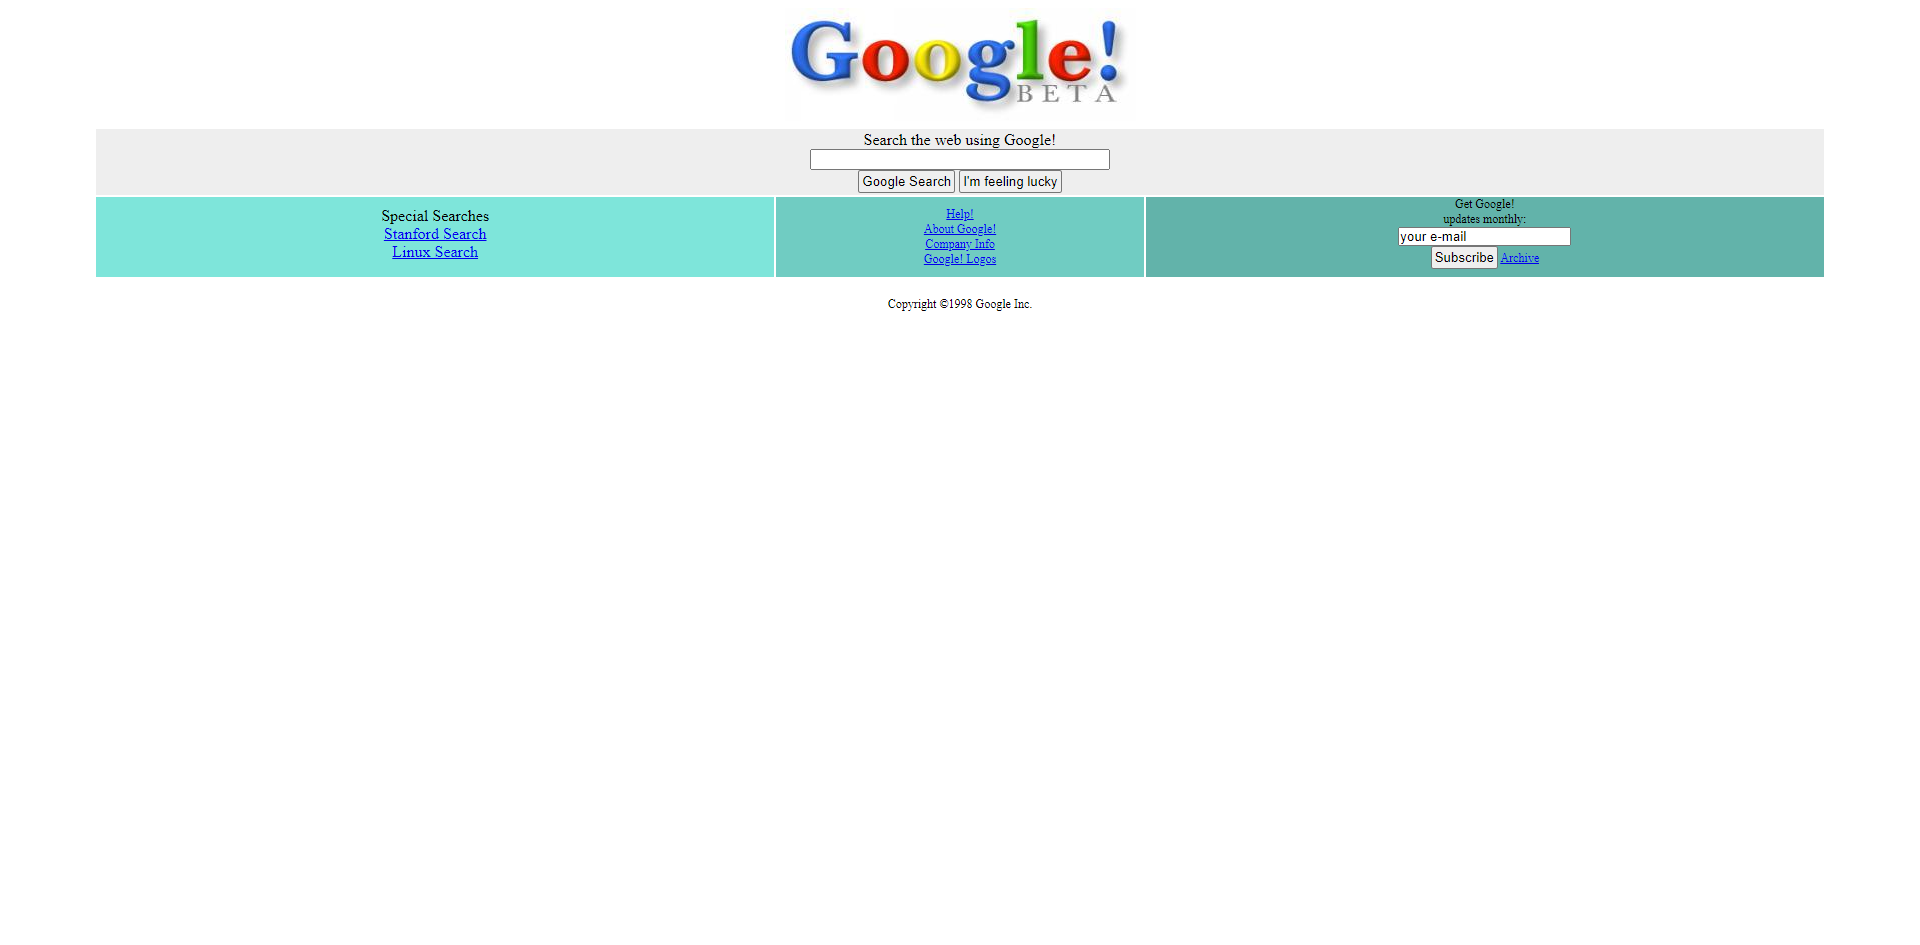 Google!
BETA
Search the web using Google!
Google Search I'm feeling lucky
Special Searches
Stanford Search
Linux Search
Help!
About Google!
Company Info
Google! Logos
Get Google!
updates monthly:
your e-mail
Subscribe Archive
Copyright ©1998 Google Inc.